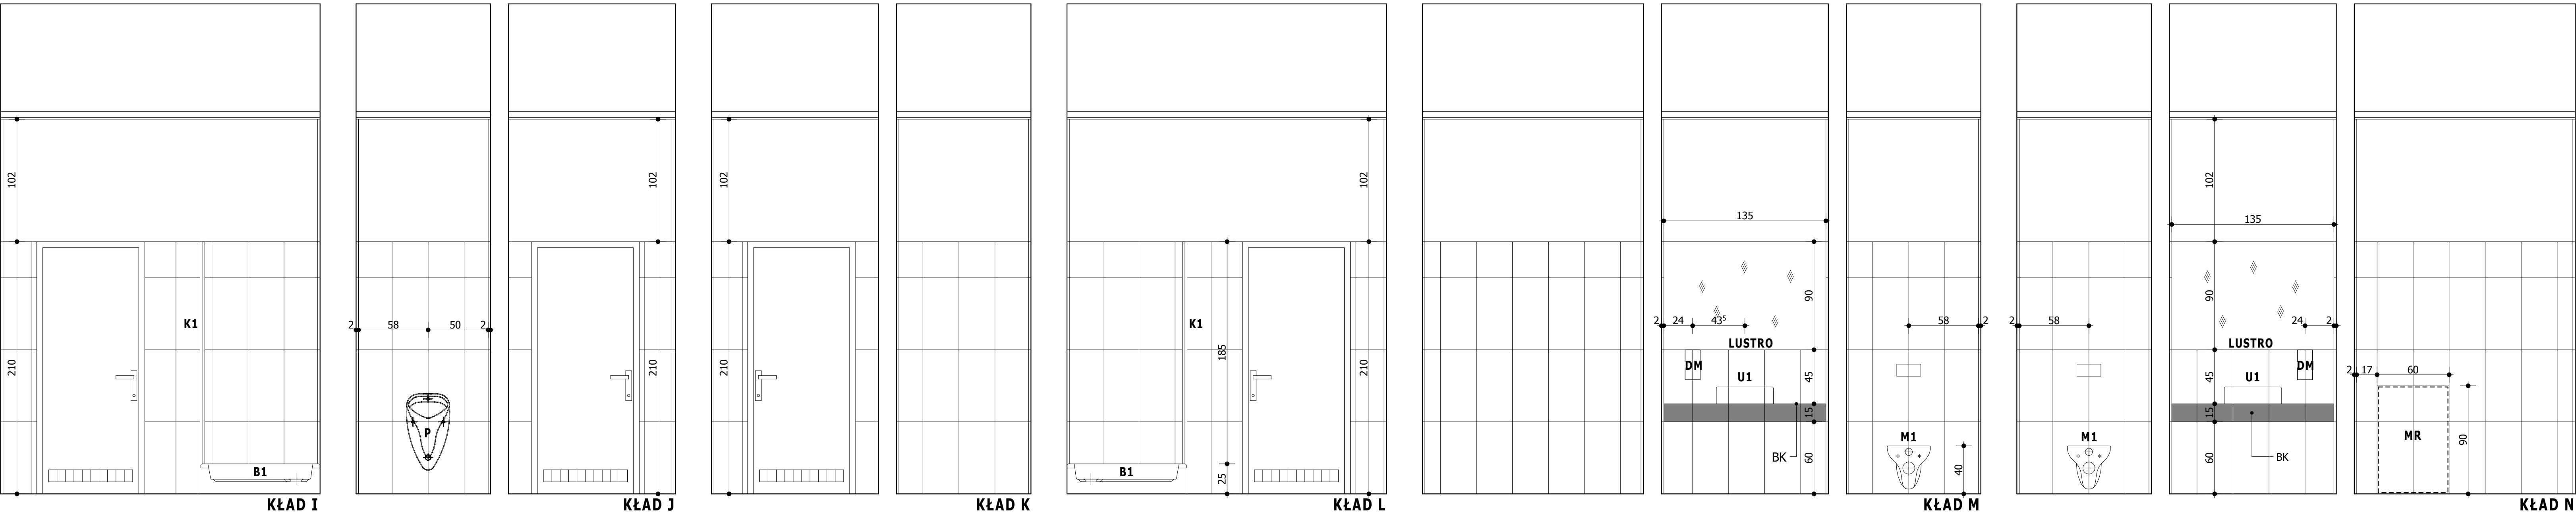 102
210
K1
B1
KŁAD I
2 58 50 2
P
102
210
KŁAD J
102
210
KŁAD K
K1
B1
185
25
102
210
KŁAD L
135
2 24 43⁵
LUSTRO
DM
U1
BK
90
45
15
60
58 2
M1
40
KŁAD M
2 58
M1
102
135
90
24 2
LUSTRO
DM
45
U1
15
60
BK
2 17 60
MR
90
KŁAD N